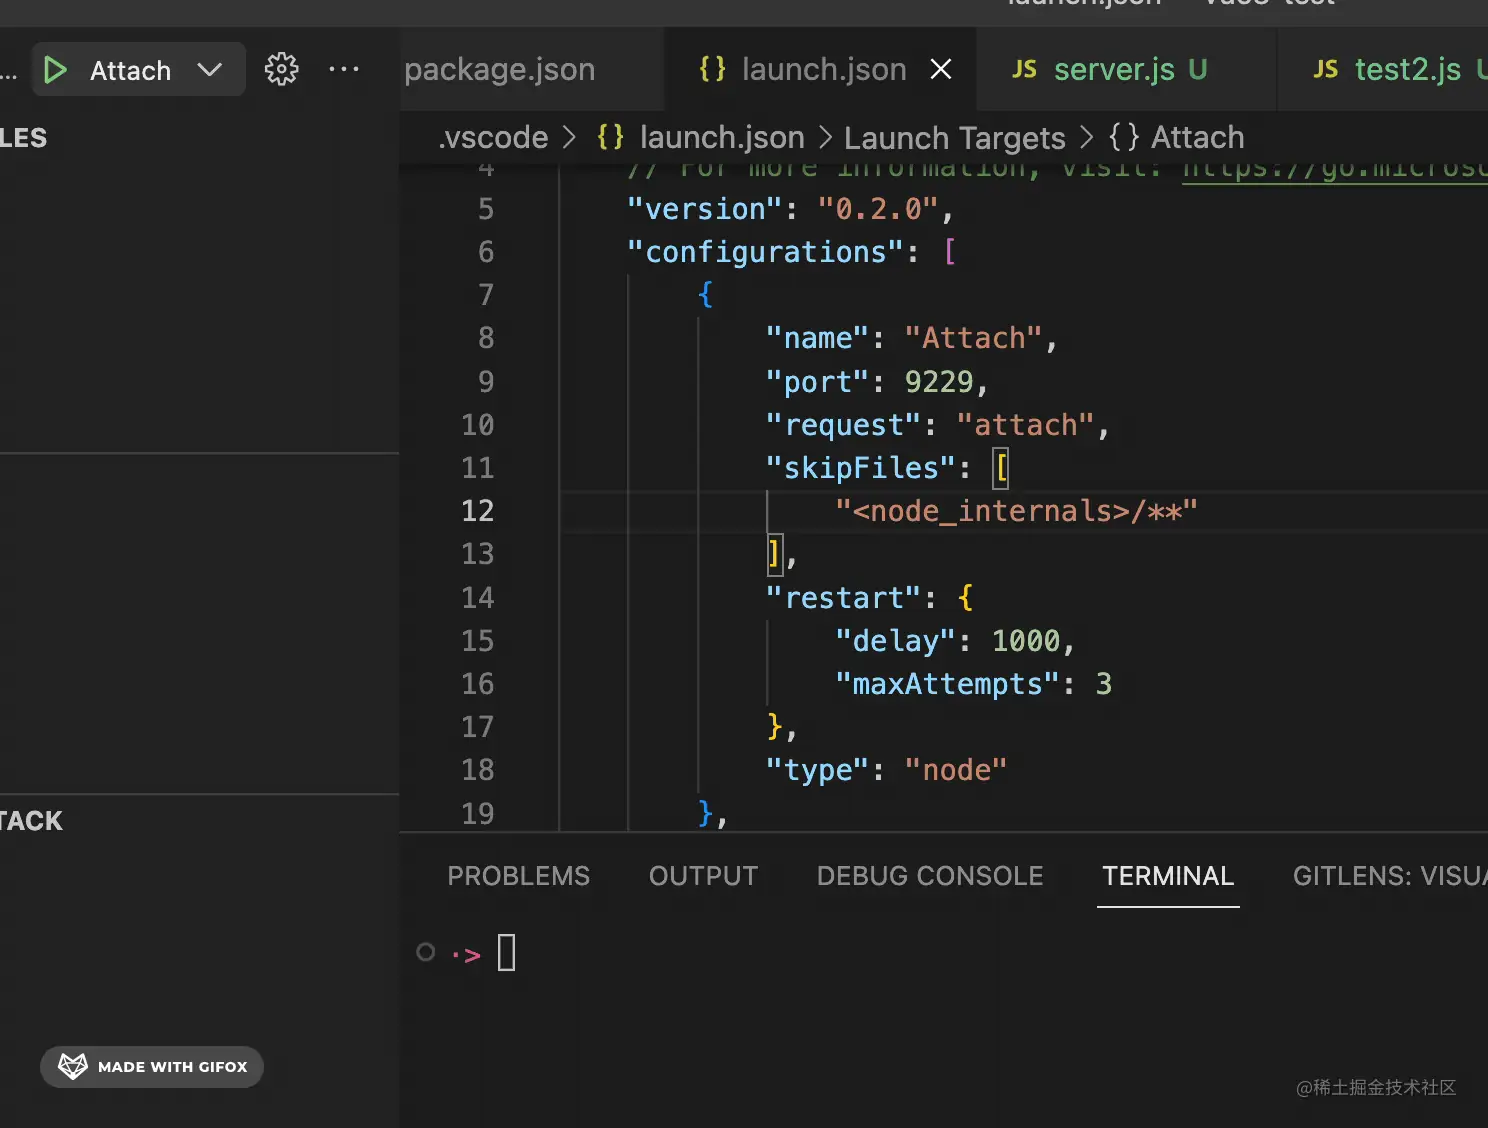 launch.json — vue3-test
... Attach ...
LES
package.json
{} launch.json
JS server.js U
JS test2.js U
.vscode > {} launch.json > Launch Targets > {} Attach
4 // For more information, visit: https://go.micros
5 "version": "0.2.0",
6 "configurations": [
7 {
8 "name": "Attach",
9 "port": 9229,
10 "request": "attach",
11 "skipFiles": [
12 "<node_internals>/**"
13 ],
14 "restart": {
15 "delay": 1000,
16 "maxAttempts": 3
17 },
18 "type": "node"
19 },
TACK
PROBLEMS OUTPUT DEBUG CONSOLE TERMINAL GITLENS: VISUA
·>
MADE WITH GIFOX
@稀土掘金技术社区